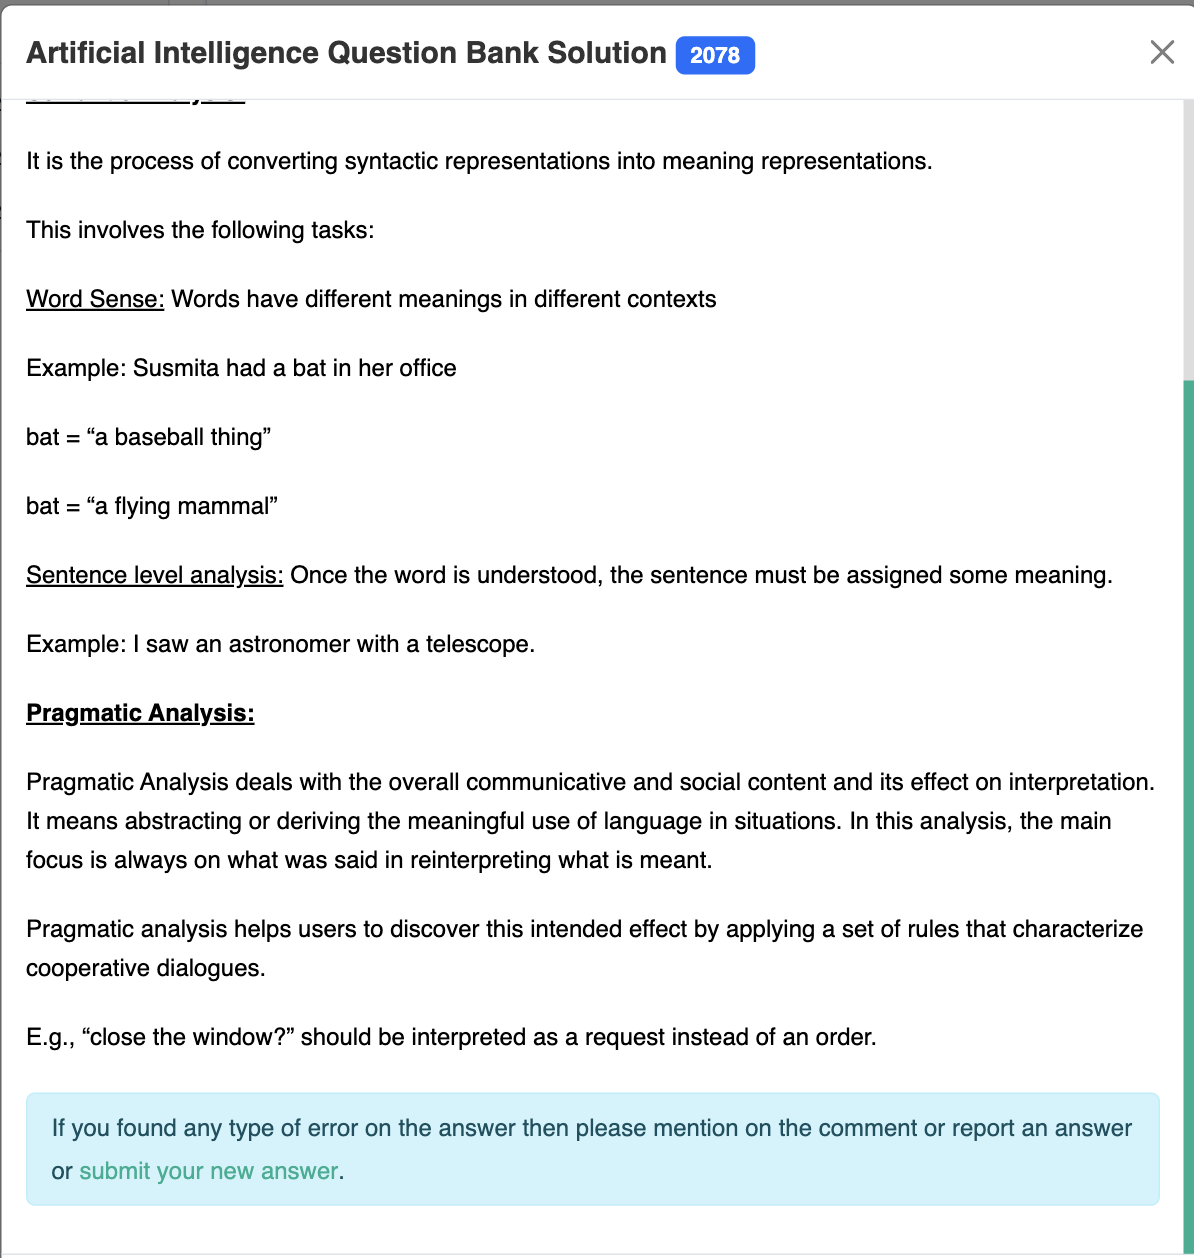 Artificial Intelligence Question Bank Solution 2078
It is the process of converting syntactic representations into meaning representations.
This involves the following tasks:
Word Sense: Words have different meanings in different contexts
Example: Susmita had a bat in her office
bat = “a baseball thing”
bat = “a flying mammal”
Sentence level analysis: Once the word is understood, the sentence must be assigned some meaning.
Example: I saw an astronomer with a telescope.
Pragmatic Analysis:
Pragmatic Analysis deals with the overall communicative and social content and its effect on interpretation.
It means abstracting or deriving the meaningful use of language in situations. In this analysis, the main
focus is always on what was said in reinterpreting what is meant.
Pragmatic analysis helps users to discover this intended effect by applying a set of rules that characterize
cooperative dialogues.
E.g., “close the window?” should be interpreted as a request instead of an order.
If you found any type of error on the answer then please mention on the comment or report an answer
or submit your new answer.